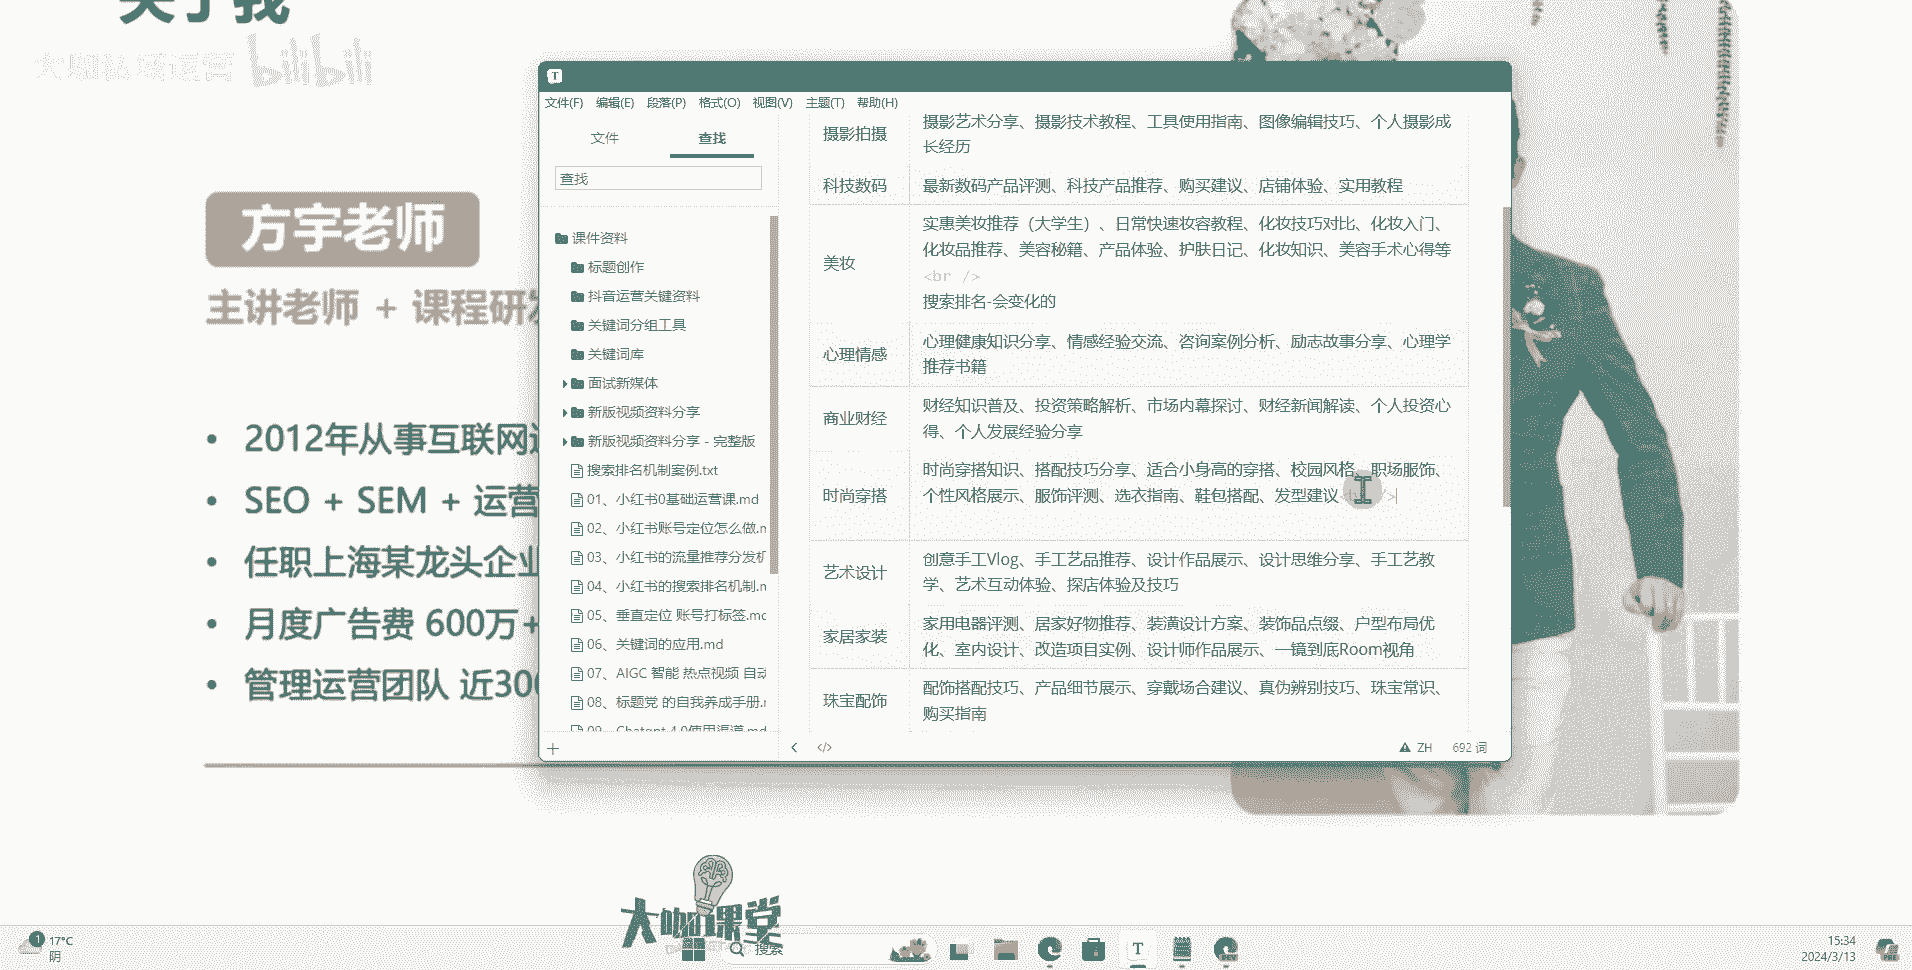 关于我
大咖队场运营 bilibili
方宇老师
主讲老师 + 课程研发
• 2012年从事互联网
• SEO + SEM + 运营
• 任职上海某龙头企业
• 月度广告费 600万+
• 管理运营团队 近300
T
文件(F) 编辑(E) 段落(P) 格式(O) 视图(V) 主题(T) 帮助(H)
文件 查找
查找
课件资料
标题创作
抖音运营关键资料
关键词分组工具
关键词库
面试新媒体
新版视频资料分享
新版视频资料分享 - 完整版
搜索排名机制案例.txt
01、小红书0基础运营课.md
02、小红书账号定位怎么做.m
03、小红书的流量推荐分发机
04、小红书的搜索排名机制.m
05、垂直定位 账号打标签.mc
06、关键词的应用.md
07、AIGC 智能 热点视频 自动
08、标题党 的自我养成手册.r
09、Chatgpt 4.0使用渠道.md
摄影拍摄
摄影艺术分享、摄影技术教程、工具使用指南、图像编辑技巧、个人摄影成
长经历
科技数码
最新数码产品评测、科技产品推荐、购买建议、店铺体验、实用教程
美妆
实惠美妆推荐（大学生）、日常快速妆容教程、化妆技巧对比、化妆入门、
化妆品推荐、美容秘籍、产品体验、护肤日记、化妆知识、美容手术心得等
<br />
搜索排名-会变化的
心理情感
心理健康知识分享、情感经验交流、咨询案例分析、励志故事分享、心理学
推荐书籍
商业财经
财经知识普及、投资策略解析、市场内幕探讨、财经新闻解读、个人投资心
得、个人发展经验分享
时尚穿搭
时尚穿搭知识、搭配技巧分享、适合小身高的穿搭、校园风格、职场服饰、
个性风格展示、服饰评测、选衣指南、鞋包搭配、发型建议
艺术设计
创意手工Vlog、手工艺品推荐、设计作品展示、设计思维分享、手工艺教
学、艺术互动体验、探店体验及技巧
家居家装
家用电器评测、居家好物推荐、装潢设计方案、装饰品点缀、户型布局优
化、室内设计、改造项目实例、设计师作品展示、一镜到底Room视角
珠宝配饰
配饰搭配技巧、产品细节展示、穿戴场合建议、真伪辨别技巧、珠宝常识、
购买指南
ZH 692 词
大咖课堂
1 17°C
阴
搜索
T
DEV
15:34
2024/3/13
PRE